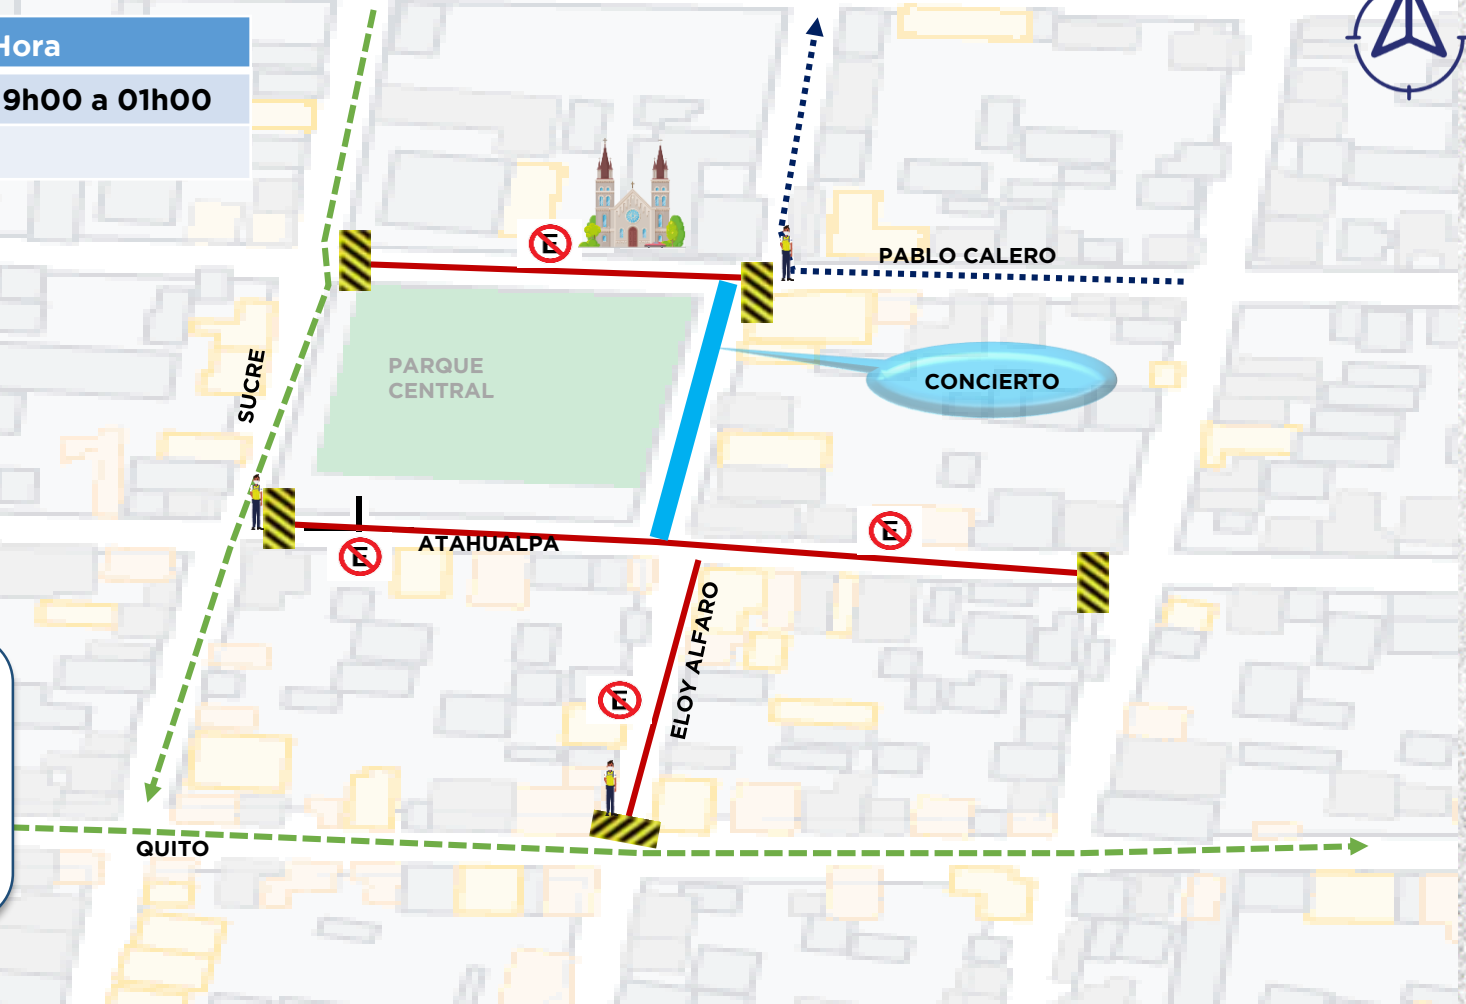 Hora
9h00 a 01h00
E
PABLO CALERO
PARQUE
CENTRAL
SUCRE
CONCIERTO
E
ATAHUALPA
E
ELOY ALFARO
E
QUITO